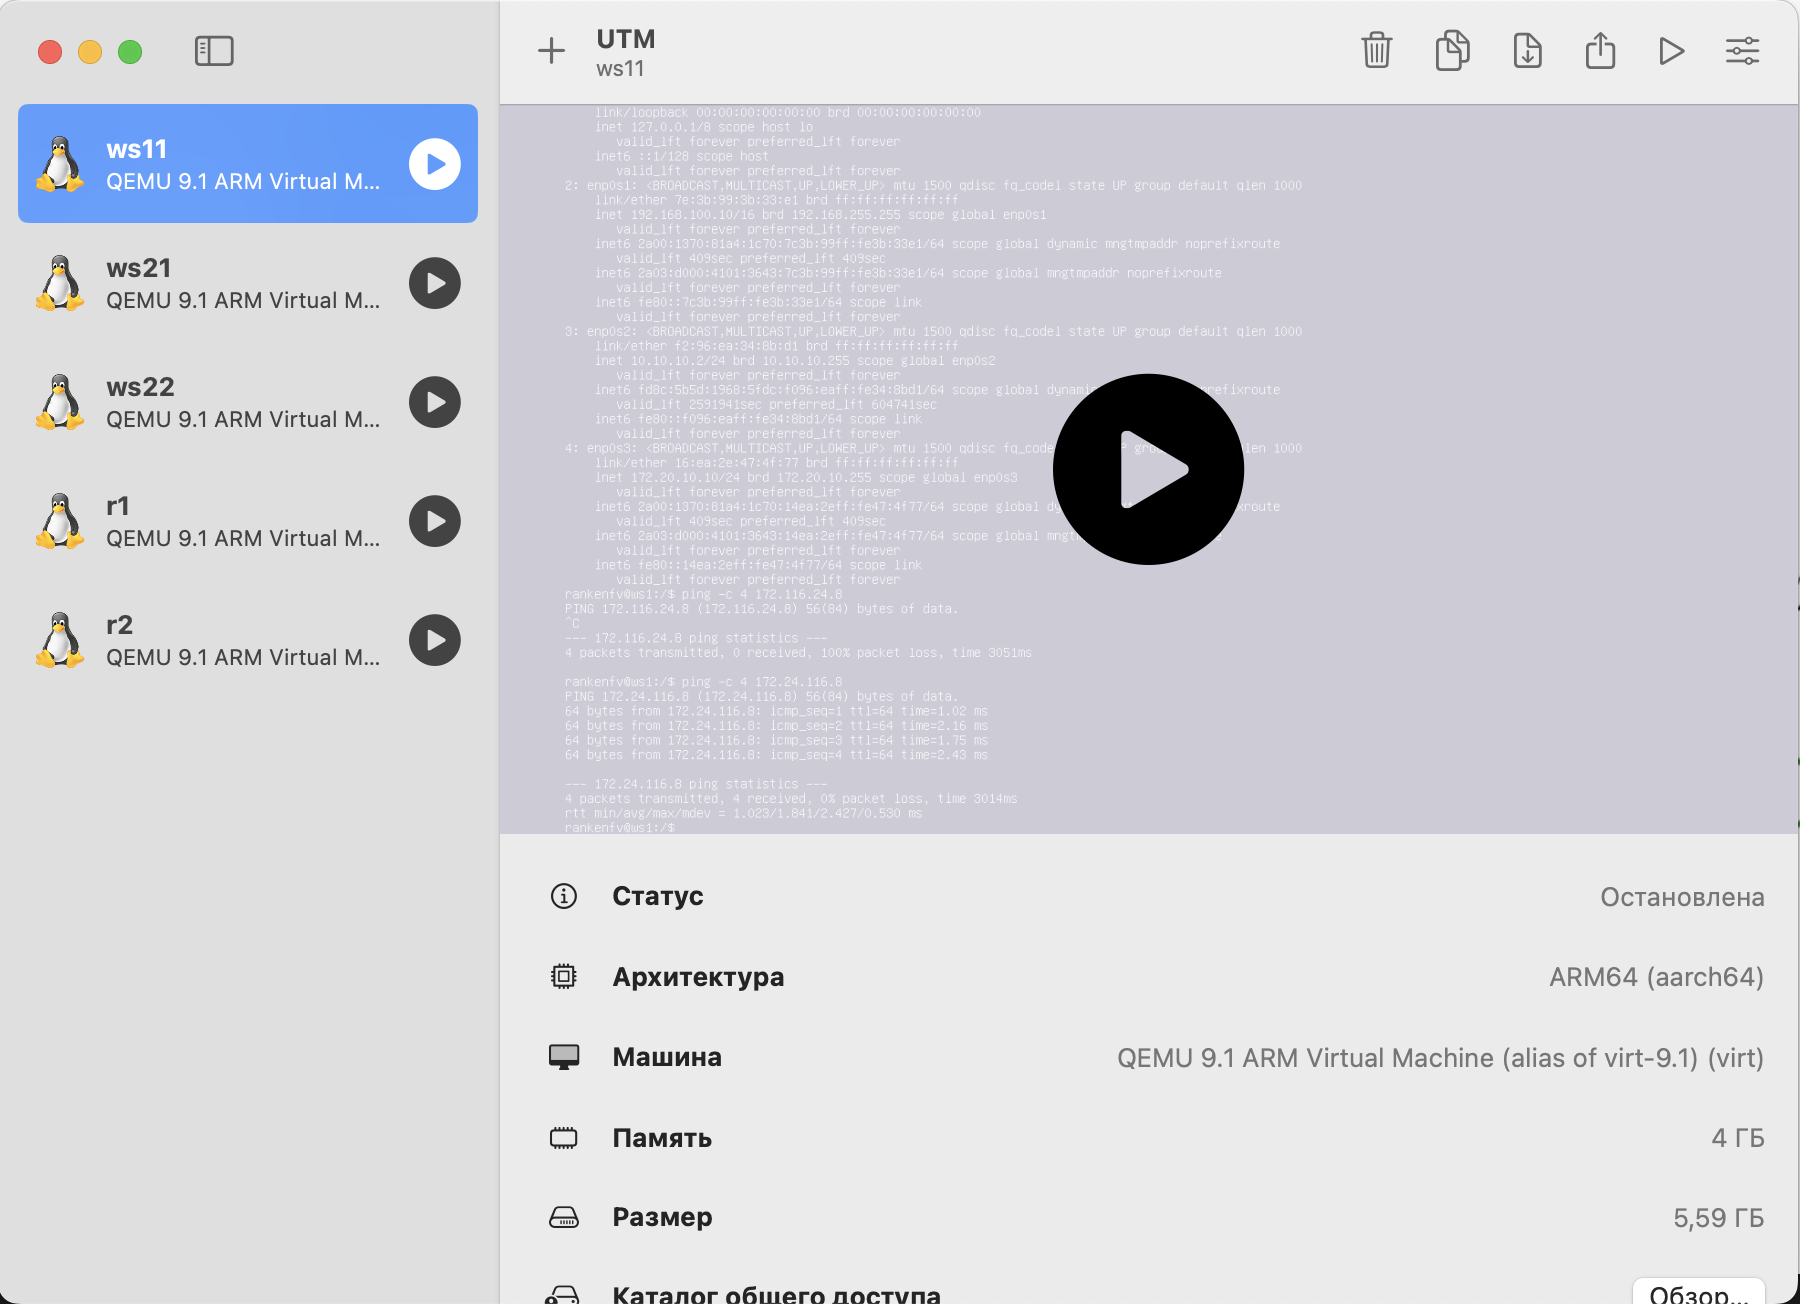 UTM
ws11
ws11
QEMU 9.1 ARM Virtual M...
ws21
QEMU 9.1 ARM Virtual M...
ws22
QEMU 9.1 ARM Virtual M...
r1
QEMU 9.1 ARM Virtual M...
r2
QEMU 9.1 ARM Virtual M...
link/loopback 00:00:00:00:00:00 brd 00:00:00:00:00:00
inet 127.0.0.1/8 scope host lo
valid_lft forever preferred_lft forever
inet6 ::1/128 scope host
valid_lft forever preferred_lft forever
2: enp0s1: <BROADCAST,MULTICAST,UP,LOWER_UP> mtu 1500 qdisc fq_codel state UP group default qlen 1000
link/ether 7e:3b:99:3b:33:e1 brd ff:ff:ff:ff:ff:ff
inet 192.168.100.10/16 brd 192.168.255.255 scope global enp0s1
valid_lft forever preferred_lft forever
inet6 2a00:1370:81a4:1c70:7c3b:99ff:fe3b:33e1/64 scope global dynamic mngtmpaddr noprefixroute
valid_lft 409sec preferred_lft 409sec
inet6 2a03:d000:4101:3643:7c3b:99ff:fe3b:33e1/64 scope global mngtmpaddr noprefixroute
valid_lft forever preferred_lft forever
inet6 fe80::7c3b:99ff:fe3b:33e1/64 scope link
valid_lft forever preferred_lft forever
3: enp0s2: <BROADCAST,MULTICAST,UP,LOWER_UP> mtu 1500 qdisc fq_codel state UP group default qlen 1000
link/ether f2:96:ea:34:8b:d1 brd ff:ff:ff:ff:ff:ff
inet 10.10.10.2/24 brd 10.10.10.255 scope global enp0s2
valid_lft forever preferred_lft forever
inet6 fd8c:5b5d:1968:5fdc:f096:eaff:fe34:8bd1/64 scope global
valid_lft 2591941sec preferred_lft 604741sec
inet6 fe80::f096:eaff:fe34:8bd1/64 scope link
valid_lft forever preferred_lft forever
4: enp0s3: <BROADCAST,MULTICAST,UP,LOWER_UP> mtu 1500 qdisc UP qlen 1000
link/ether 16:ea:2e:47:4f:77 brd ff:ff:ff:ff:ff:ff
inet 172.20.10.10/24 brd 172.20.10.255 scope global enp0s3
valid_lft forever preferred_lft forever
inet6 2a00:1370:81a4:1c70:14ea:2eff:fe47:4f77/64 scope global
valid_lft 409sec preferred_lft 409sec
inet6 2a03:d000:4101:3643:14ea:2eff:fe47:4f77/64 scope global
valid_lft forever preferred_lft forever
inet6 fe80::14ea:2eff:fe47:4f77/64 scope link
valid_lft forever preferred_lft forever
rankenfv@ws1:/$ ping -c 4 172.116.24.8
PING 172.116.24.8 (172.116.24.8) 56(84) bytes of data.
^C
--- 172.116.24.8 ping statistics ---
4 packets transmitted, 0 received, 100% packet loss, time 3051ms
rankenfv@ws1:/$ ping -c 4 172.24.116.8
PING 172.24.116.8 (172.24.116.8) 56(84) bytes of data.
64 bytes from 172.24.116.8: icmp_seq=1 ttl=64 time=1.02 ms
64 bytes from 172.24.116.8: icmp_seq=2 ttl=64 time=2.16 ms
64 bytes from 172.24.116.8: icmp_seq=3 ttl=64 time=1.75 ms
64 bytes from 172.24.116.8: icmp_seq=4 ttl=64 time=2.43 ms
--- 172.24.116.8 ping statistics ---
4 packets transmitted, 4 received, 0% packet loss, time 3014ms
rtt min/avg/max/mdev = 1.023/1.841/2.427/0.530 ms
rankenfv@ws1:/$
Статус Остановлена
Архитектура ARM64 (aarch64)
Машина QEMU 9.1 ARM Virtual Machine (alias of virt-9.1) (virt)
Память 4 ГБ
Размер 5,59 ГБ
Каталог общего доступа Обзор...